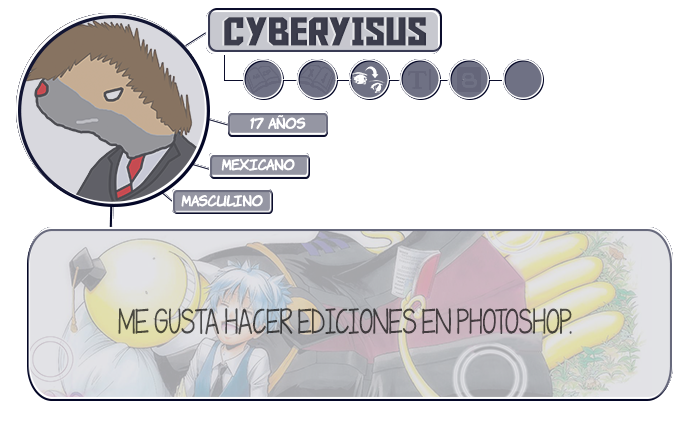 CYBERYISUS
T B
17 AÑOS
MEXICANO
MASCULINO
ME GUSTA HACER EDICIONES EN PHOTOSHOP.